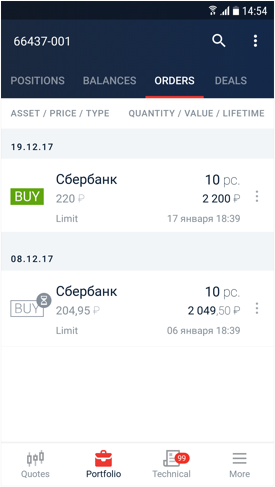 14:54
66437-001
POSITIONS BALANCES ORDERS DEALS
ASSET / PRICE / TYPE QUANTITY / VALUE / LIFETIME
19.12.17
BUY Сбербанк 10 pc.
220 ₽ 2 200 ₽
Limit 17 января 18:39
08.12.17
BUY Сбербанк 10 pc.
204,95 ₽ 2 049,50 ₽
Limit 06 января 18:39
99
Quotes Portfolio Technical More